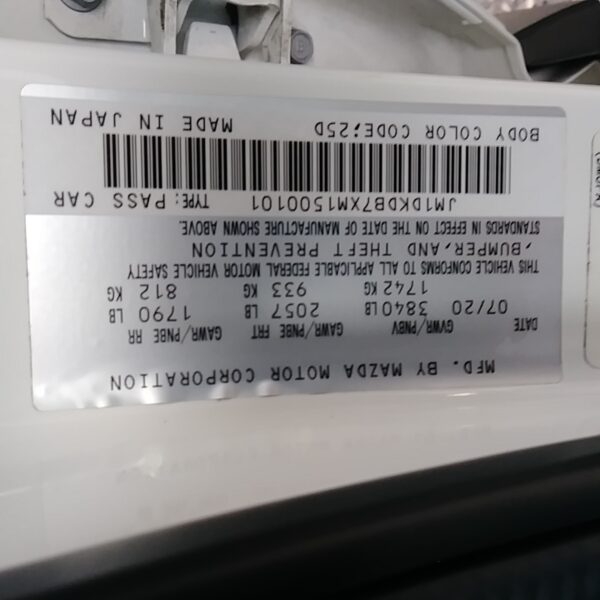 MFD. BY MAZDA MOTOR CORPORATION
DATE GVWR/PNBV GAWR/PNBE FRT GAWR/PNBE RR
07/20 3840LB 2057 LB 1790 LB
1742KG 933 KG 812 KG
THIS VEHICLE CONFORMS TO ALL APPLICABLE FEDERAL MOTOR VEHICLE SAFETY
,BUMPER,AND THEFT PREVENTION
STANDARDS IN EFFECT ON THE DATE OF MANUFACTURE SHOWN ABOVE.
JM1DKDB7XM1500101 TYPE: PASS CAR
BODY COLOR CODE;25D MADE IN JAPAN